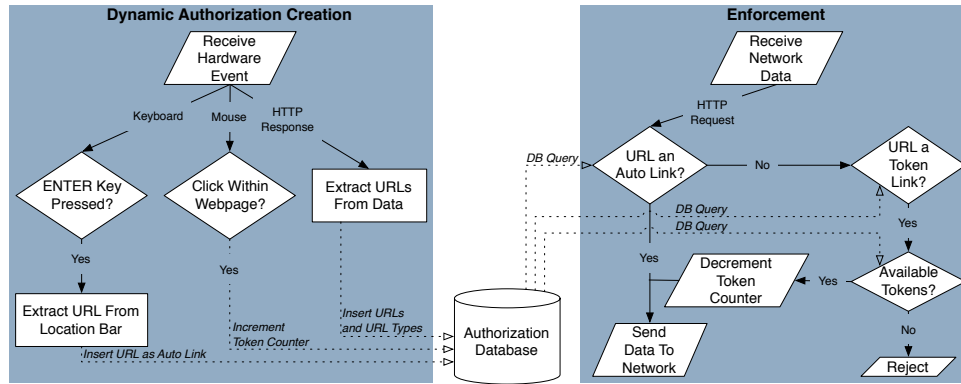 Dynamic Authorization Creation
Receive
Hardware
Event
Keyboard
Mouse
HTTP
Response
ENTER Key
Pressed?
Click Within
Webpage?
Extract URLs
From Data
Yes
Yes
Extract URL From
Location Bar
Insert URL as Auto Link
Increment
Token Counter
Insert URLs
and URL Types
Authorization
Database
Enforcement
Receive
Network
Data
HTTP
Request
DB Query
URL an
Auto Link?
No
URL a
Token
Link?
DB Query
DB Query
Yes
Yes
Decrement
Token
Counter
Yes
Available
Tokens?
Send
Data To
Network
No
Reject